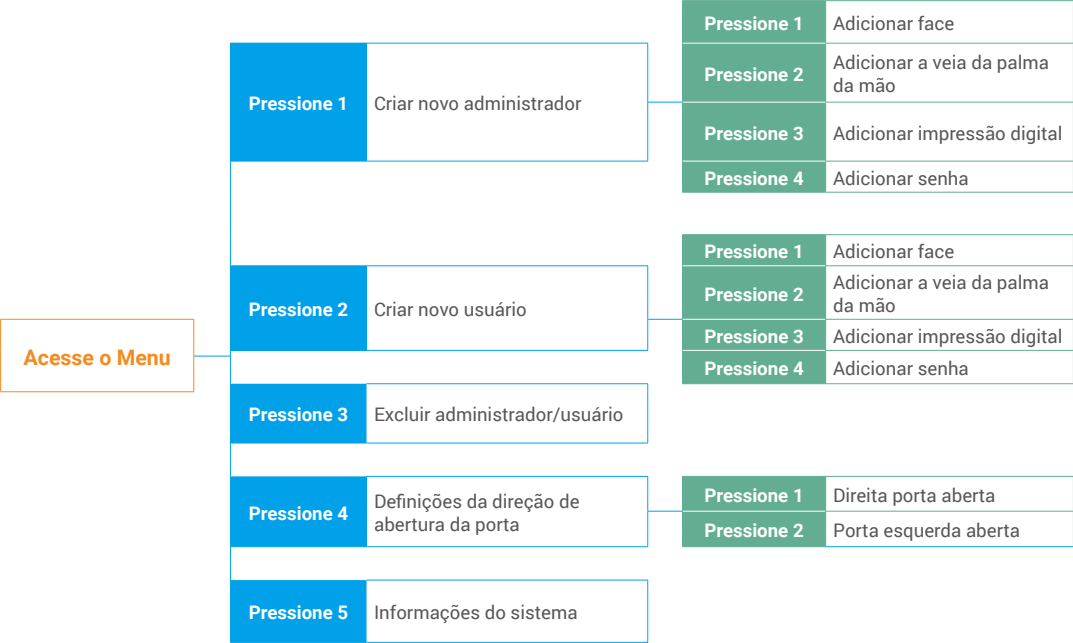 Acesse o Menu
Pressione 1
Criar novo administrador
Pressione 1
Adicionar face
Pressione 2
Adicionar a veia da palma
da mão
Pressione 3
Adicionar impressão digital
Pressione 4
Adicionar senha
Pressione 2
Criar novo usuário
Pressione 1
Adicionar face
Pressione 2
Adicionar a veia da palma
da mão
Pressione 3
Adicionar impressão digital
Pressione 4
Adicionar senha
Pressione 3
Excluir administrador/usuário
Pressione 4
Definições da direção de
abertura da porta
Pressione 1
Direita porta aberta
Pressione 2
Porta esquerda aberta
Pressione 5
Informações do sistema